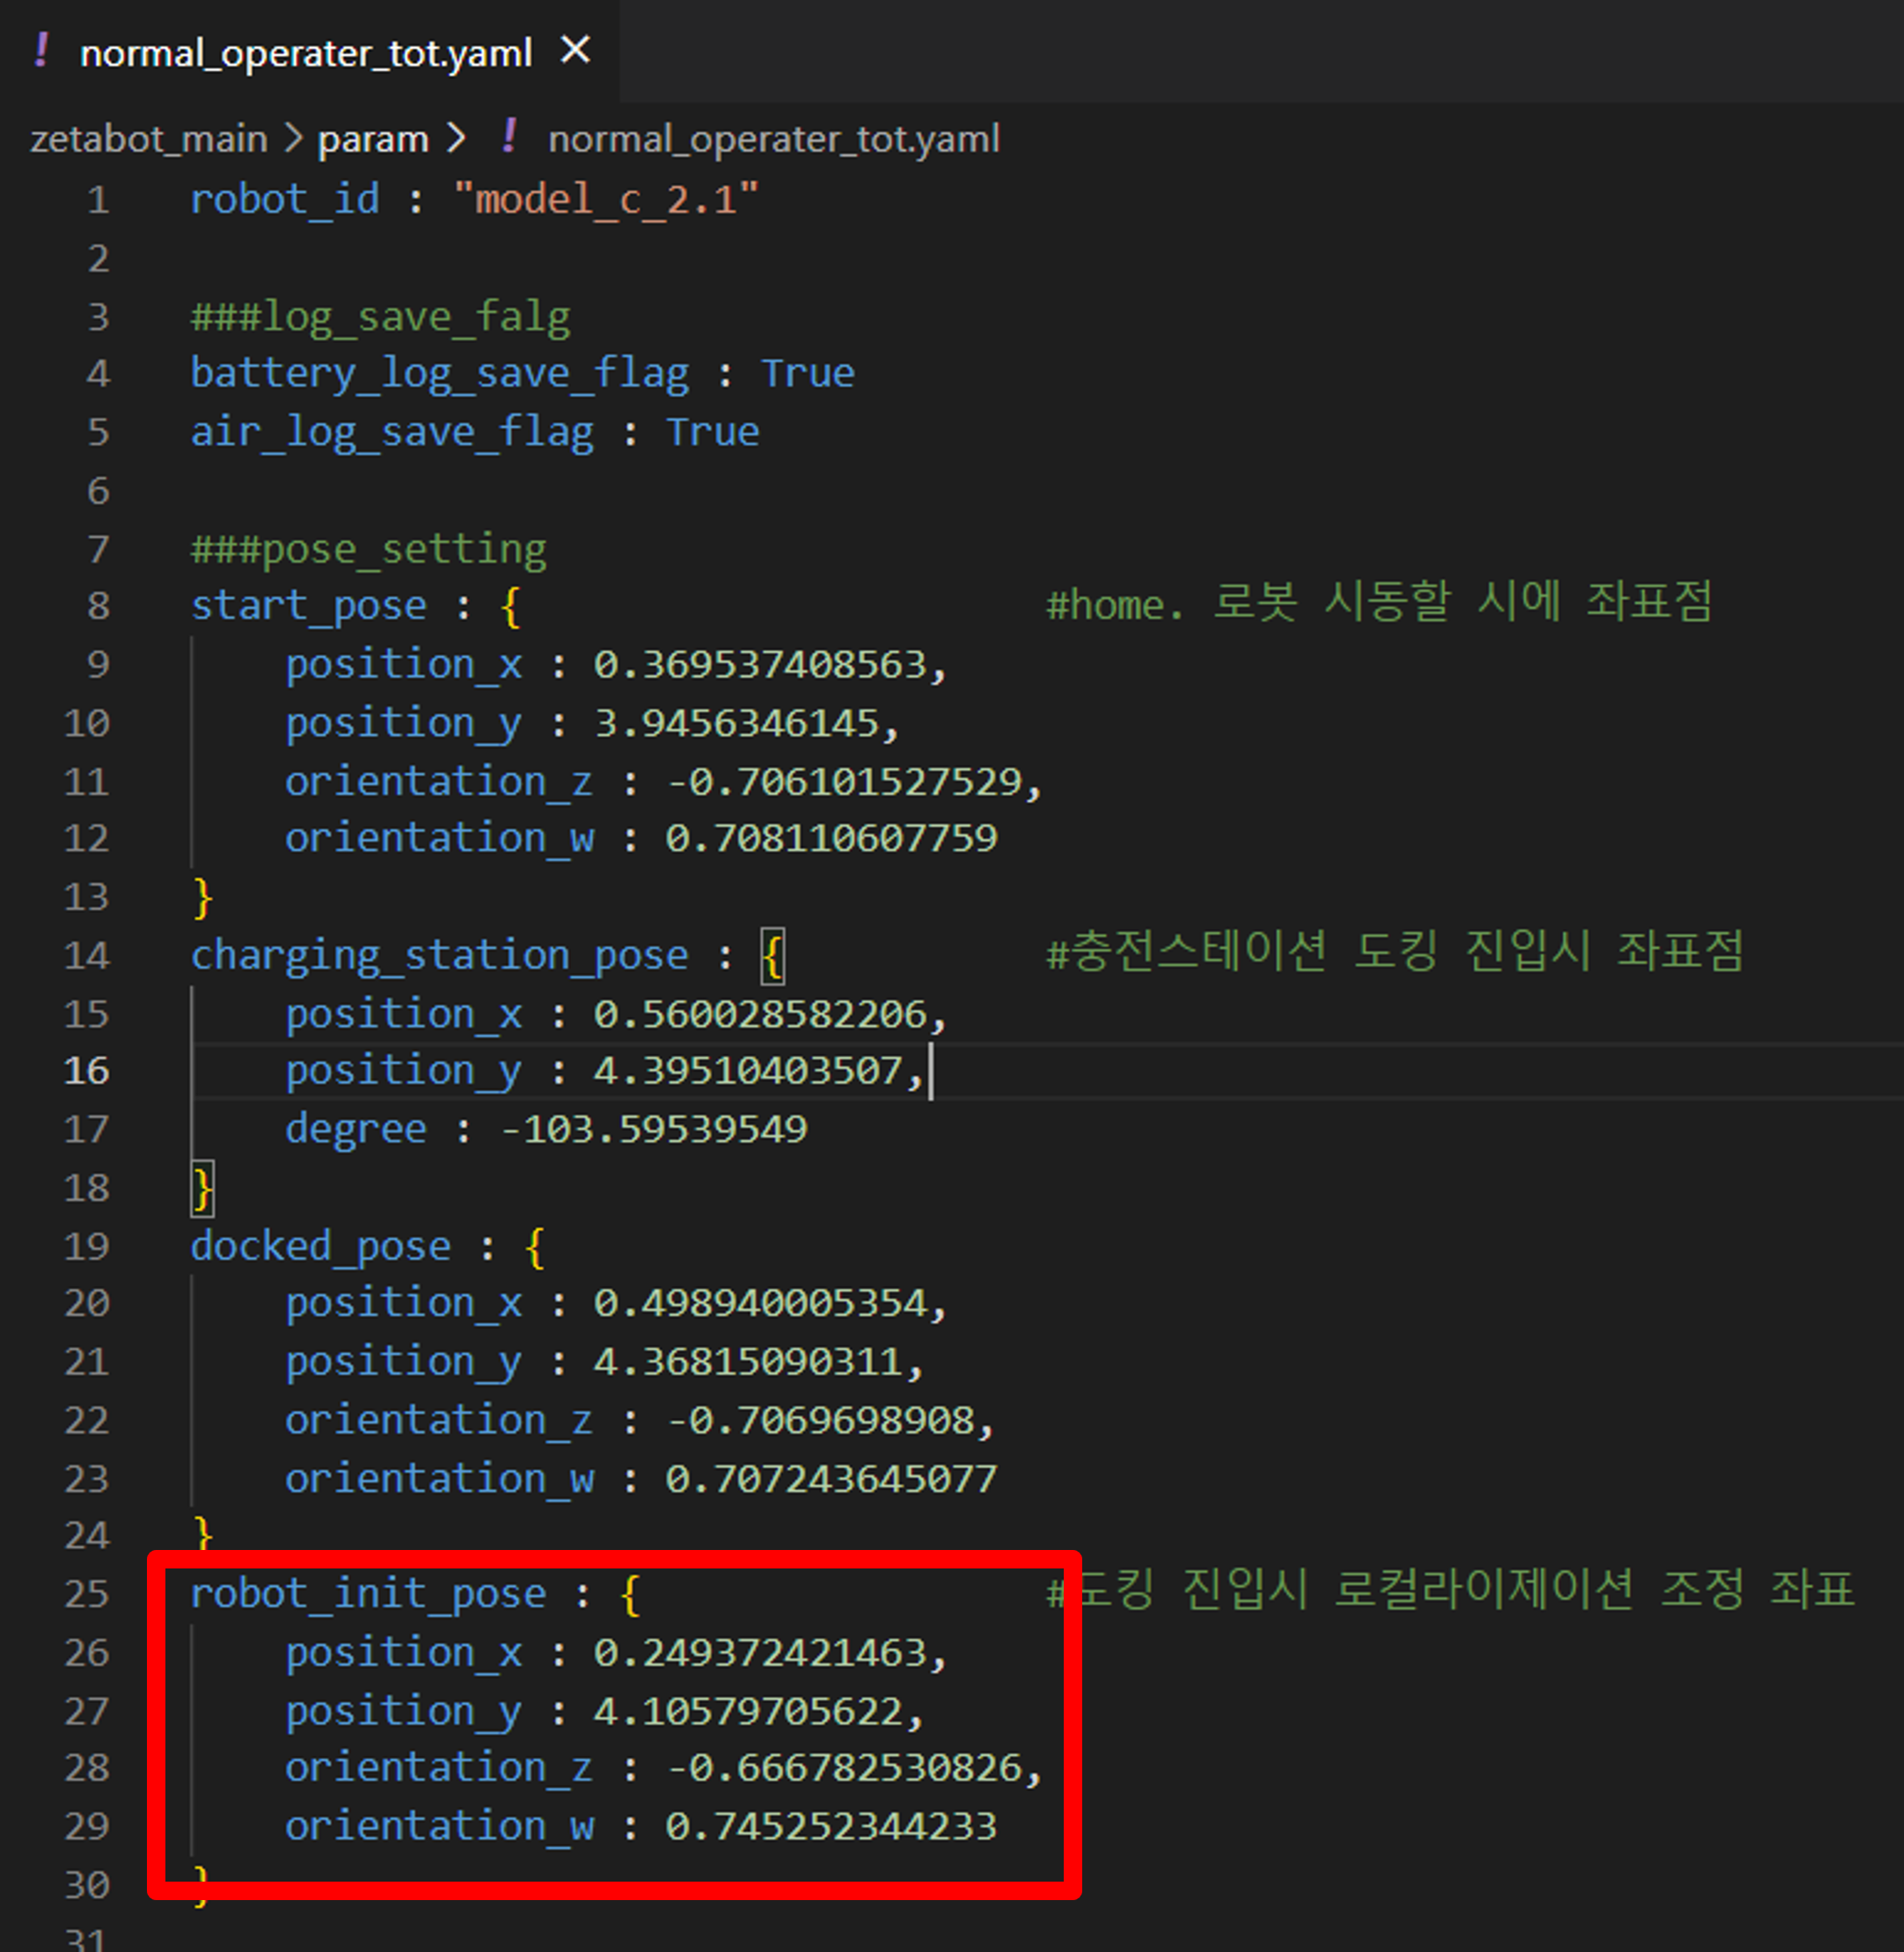 ! normal_operater_tot.yaml ×
zetabot_main > param > ! normal_operater_tot.yaml
1 robot_id : "model_c_2.1"
2
3 ###log_save_falg
4 battery_log_save_flag : True
5 air_log_save_flag : True
6
7 ###pose_setting
8 start_pose : { #home. 로봇 시동할 시에 좌표점
9 position_x : 0.369537408563,
10 position_y : 3.9456346145,
11 orientation_z : -0.706101527529,
12 orientation_w : 0.708110607759
13 }
14 charging_station_pose : { #충전스테이션 도킹 진입시 좌표점
15 position_x : 0.560028582206,
16 position_y : 4.39510403507,
17 degree : -103.59539549
18 }
19 docked_pose : {
20 position_x : 0.498940005354,
21 position_y : 4.36815090311,
22 orientation_z : -0.7069698908,
23 orientation_w : 0.707243645077
24 }
25 robot_init_pose : { #도킹 진입시 로컬라이제이션 조정 좌표
26 position_x : 0.249372421463,
27 position_y : 4.10579705622,
28 orientation_z : -0.666782530826,
29 orientation_w : 0.745252344233
30 }
31